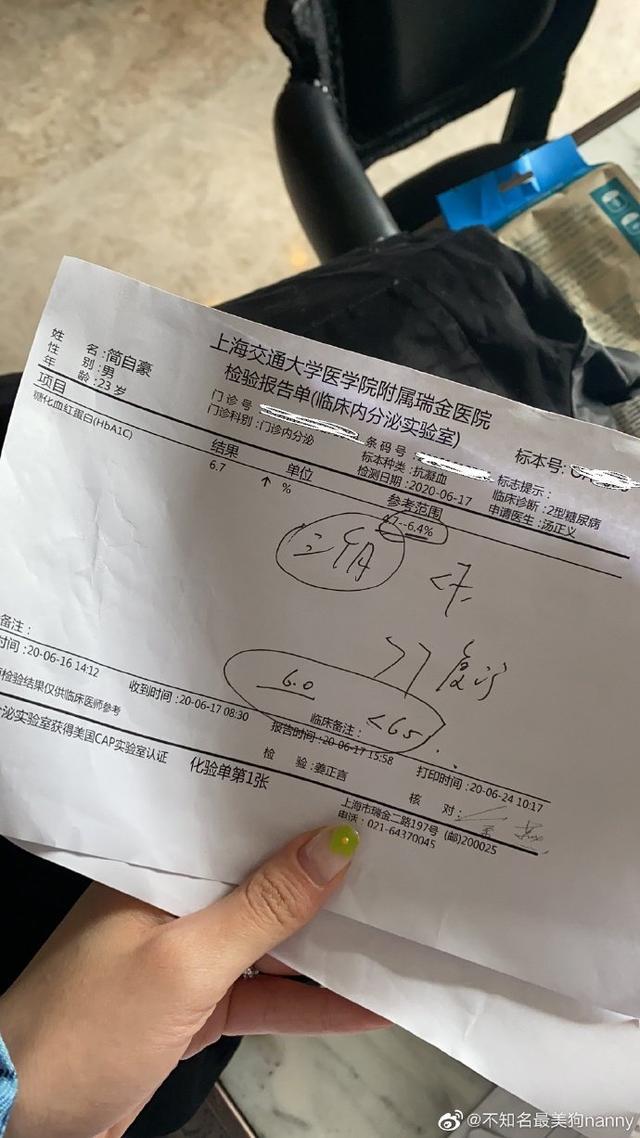 上海交通大学医学院附属瑞金医院
检验报告单(临床内分泌实验室)
姓 名:简自豪
性 别:男
年 龄:23 岁
门诊号
门诊科别:门诊内分泌
条码号
标本种类:抗凝血
检测日期:2020-06-17
标本号:
标志提示:
临床诊断:2型糖尿病
申请医生:汤正义
项目 结果 单位 参考范围
糖化血红蛋白(HbA1C) 6.7 ↑ % 4.7--6.4%
三个月
<7
>7 复诊
6.0
<6.5
备注:
时间:20-06-16 14:12 收到时间:20-06-17 08:30 临床备注:
检验结果仅供临床医师参考 报告时间:20-06-17 15:58 打印时间:20-06-24 10:17
泌实验室获得美国CAP实验室认证 检 验:姜正言 核 对:
化验单第1张
上海市瑞金二路197号 (邮)200025
电话:021-64370045
@不知名最美狗nanny